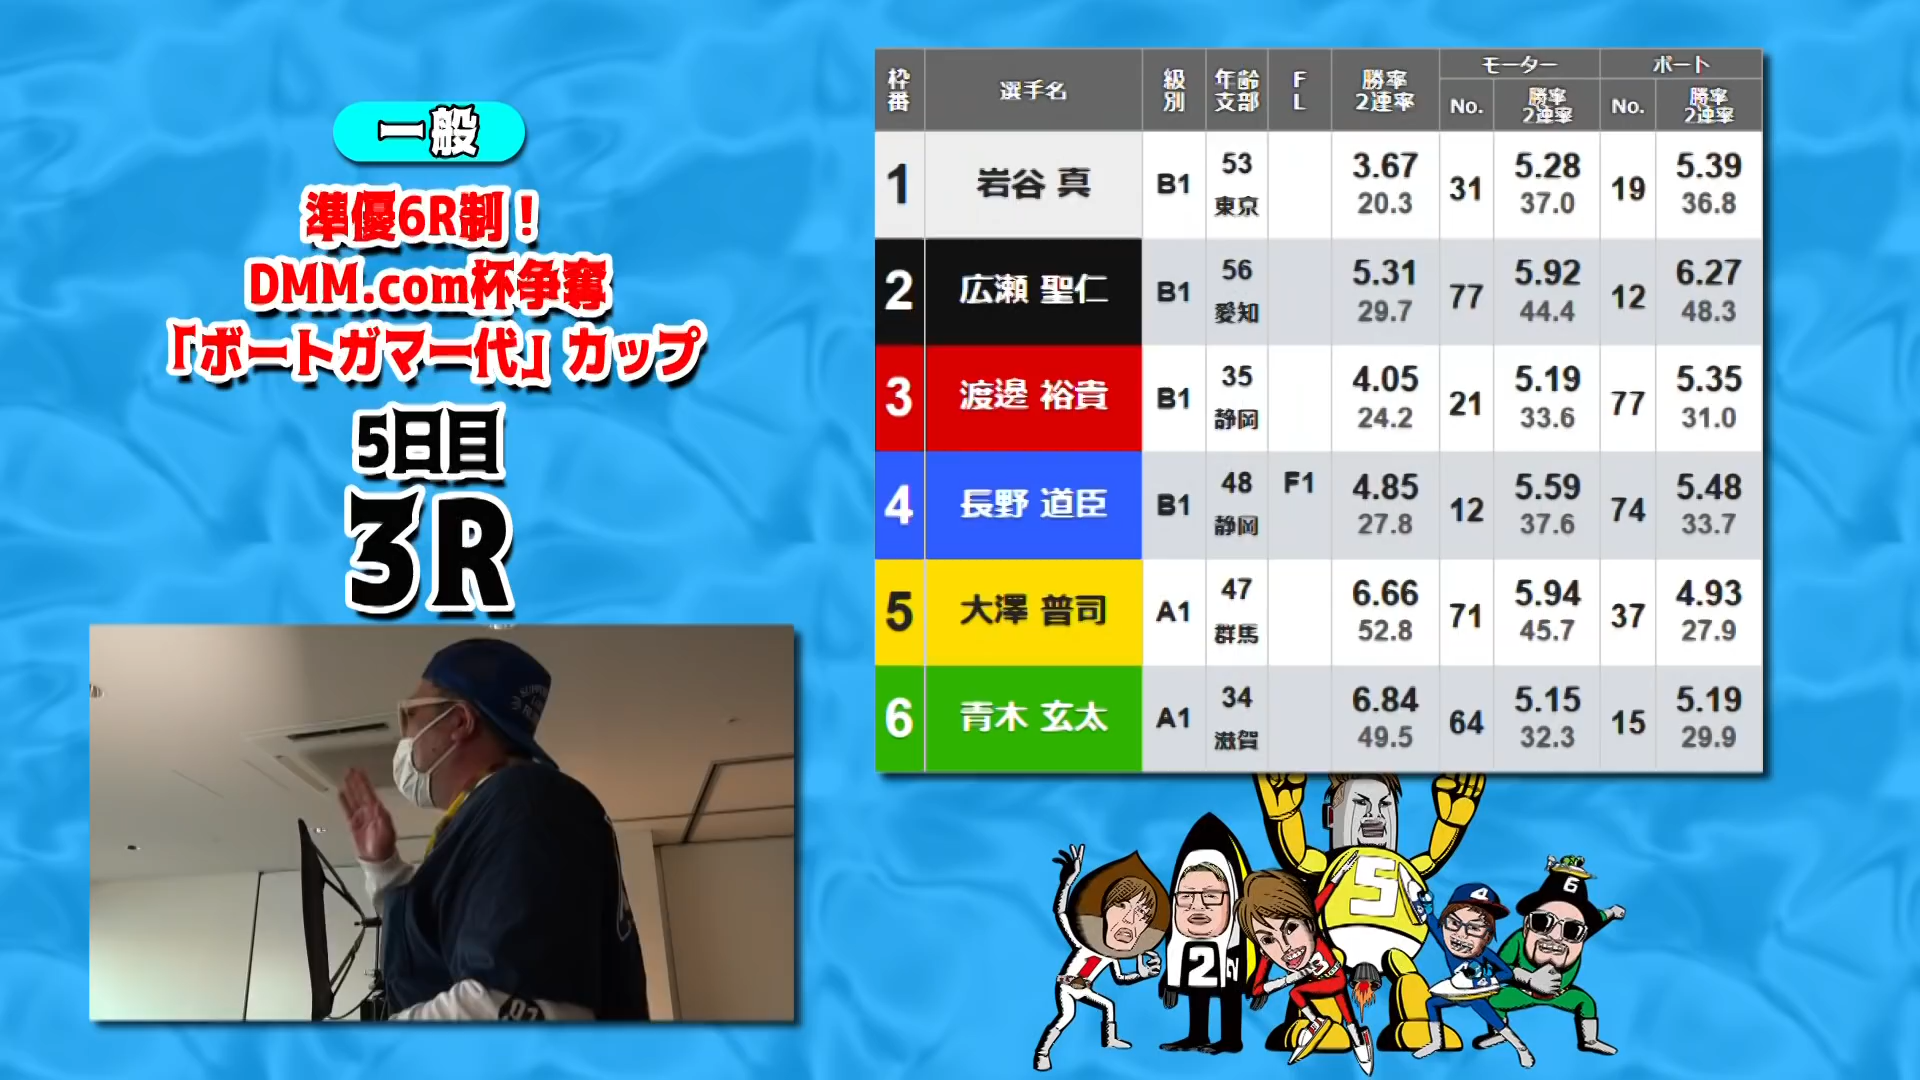 一般
準優6R制！
DMM.com杯争奪
「ボートガマ一代」カップ
5日目
3R
枠番 選手名 級別 年齢支部 FL 勝率2連率 モーター ボート
No. 勝率2連率 No. 勝率2連率
1 岩谷 真 B1 53 東京 3.67 20.3 31 5.28 37.0 19 5.39 36.8
2 広瀬 聖仁 B1 56 愛知 5.31 29.7 77 5.92 44.4 12 6.27 48.3
3 渡邊 裕貴 B1 35 静岡 4.05 24.2 21 5.19 33.6 77 5.35 31.0
4 長野 道臣 B1 48 静岡 F1 4.85 27.8 12 5.59 37.6 74 5.48 33.7
5 大澤 普司 A1 47 群馬 6.66 52.8 71 5.94 45.7 37 4.93 27.9
6 青木 玄太 A1 34 滋賀 6.84 49.5 64 5.15 32.3 15 5.19 29.9
2
3
5
4
6